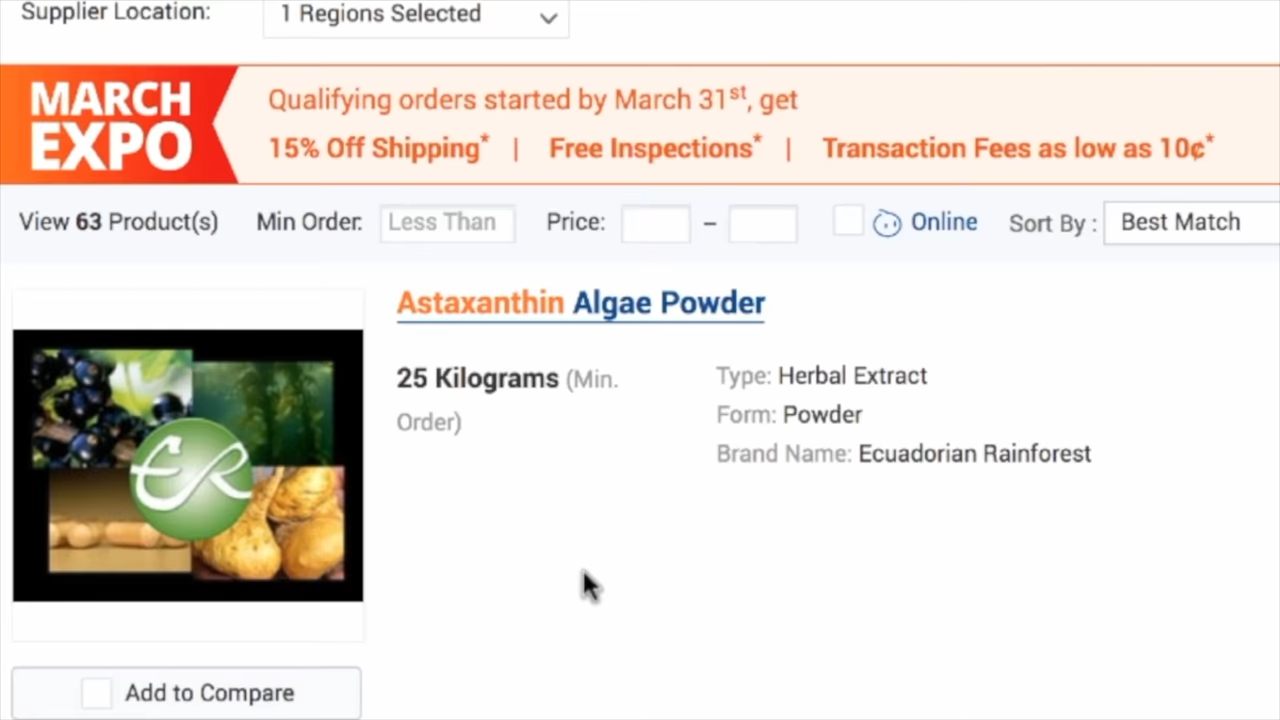 Supplier Location: 1 Regions Selected
MARCH
EXPO
Qualifying orders started by March 31st, get
15% Off Shipping* | Free Inspections* | Transaction Fees as low as 10¢*
View 63 Product(s) Min Order: Less Than Price: – Online Sort By : Best Match
Astaxanthin Algae Powder
25 Kilograms (Min.
Order)
Type: Herbal Extract
Form: Powder
Brand Name: Ecuadorian Rainforest
ER
Add to Compare